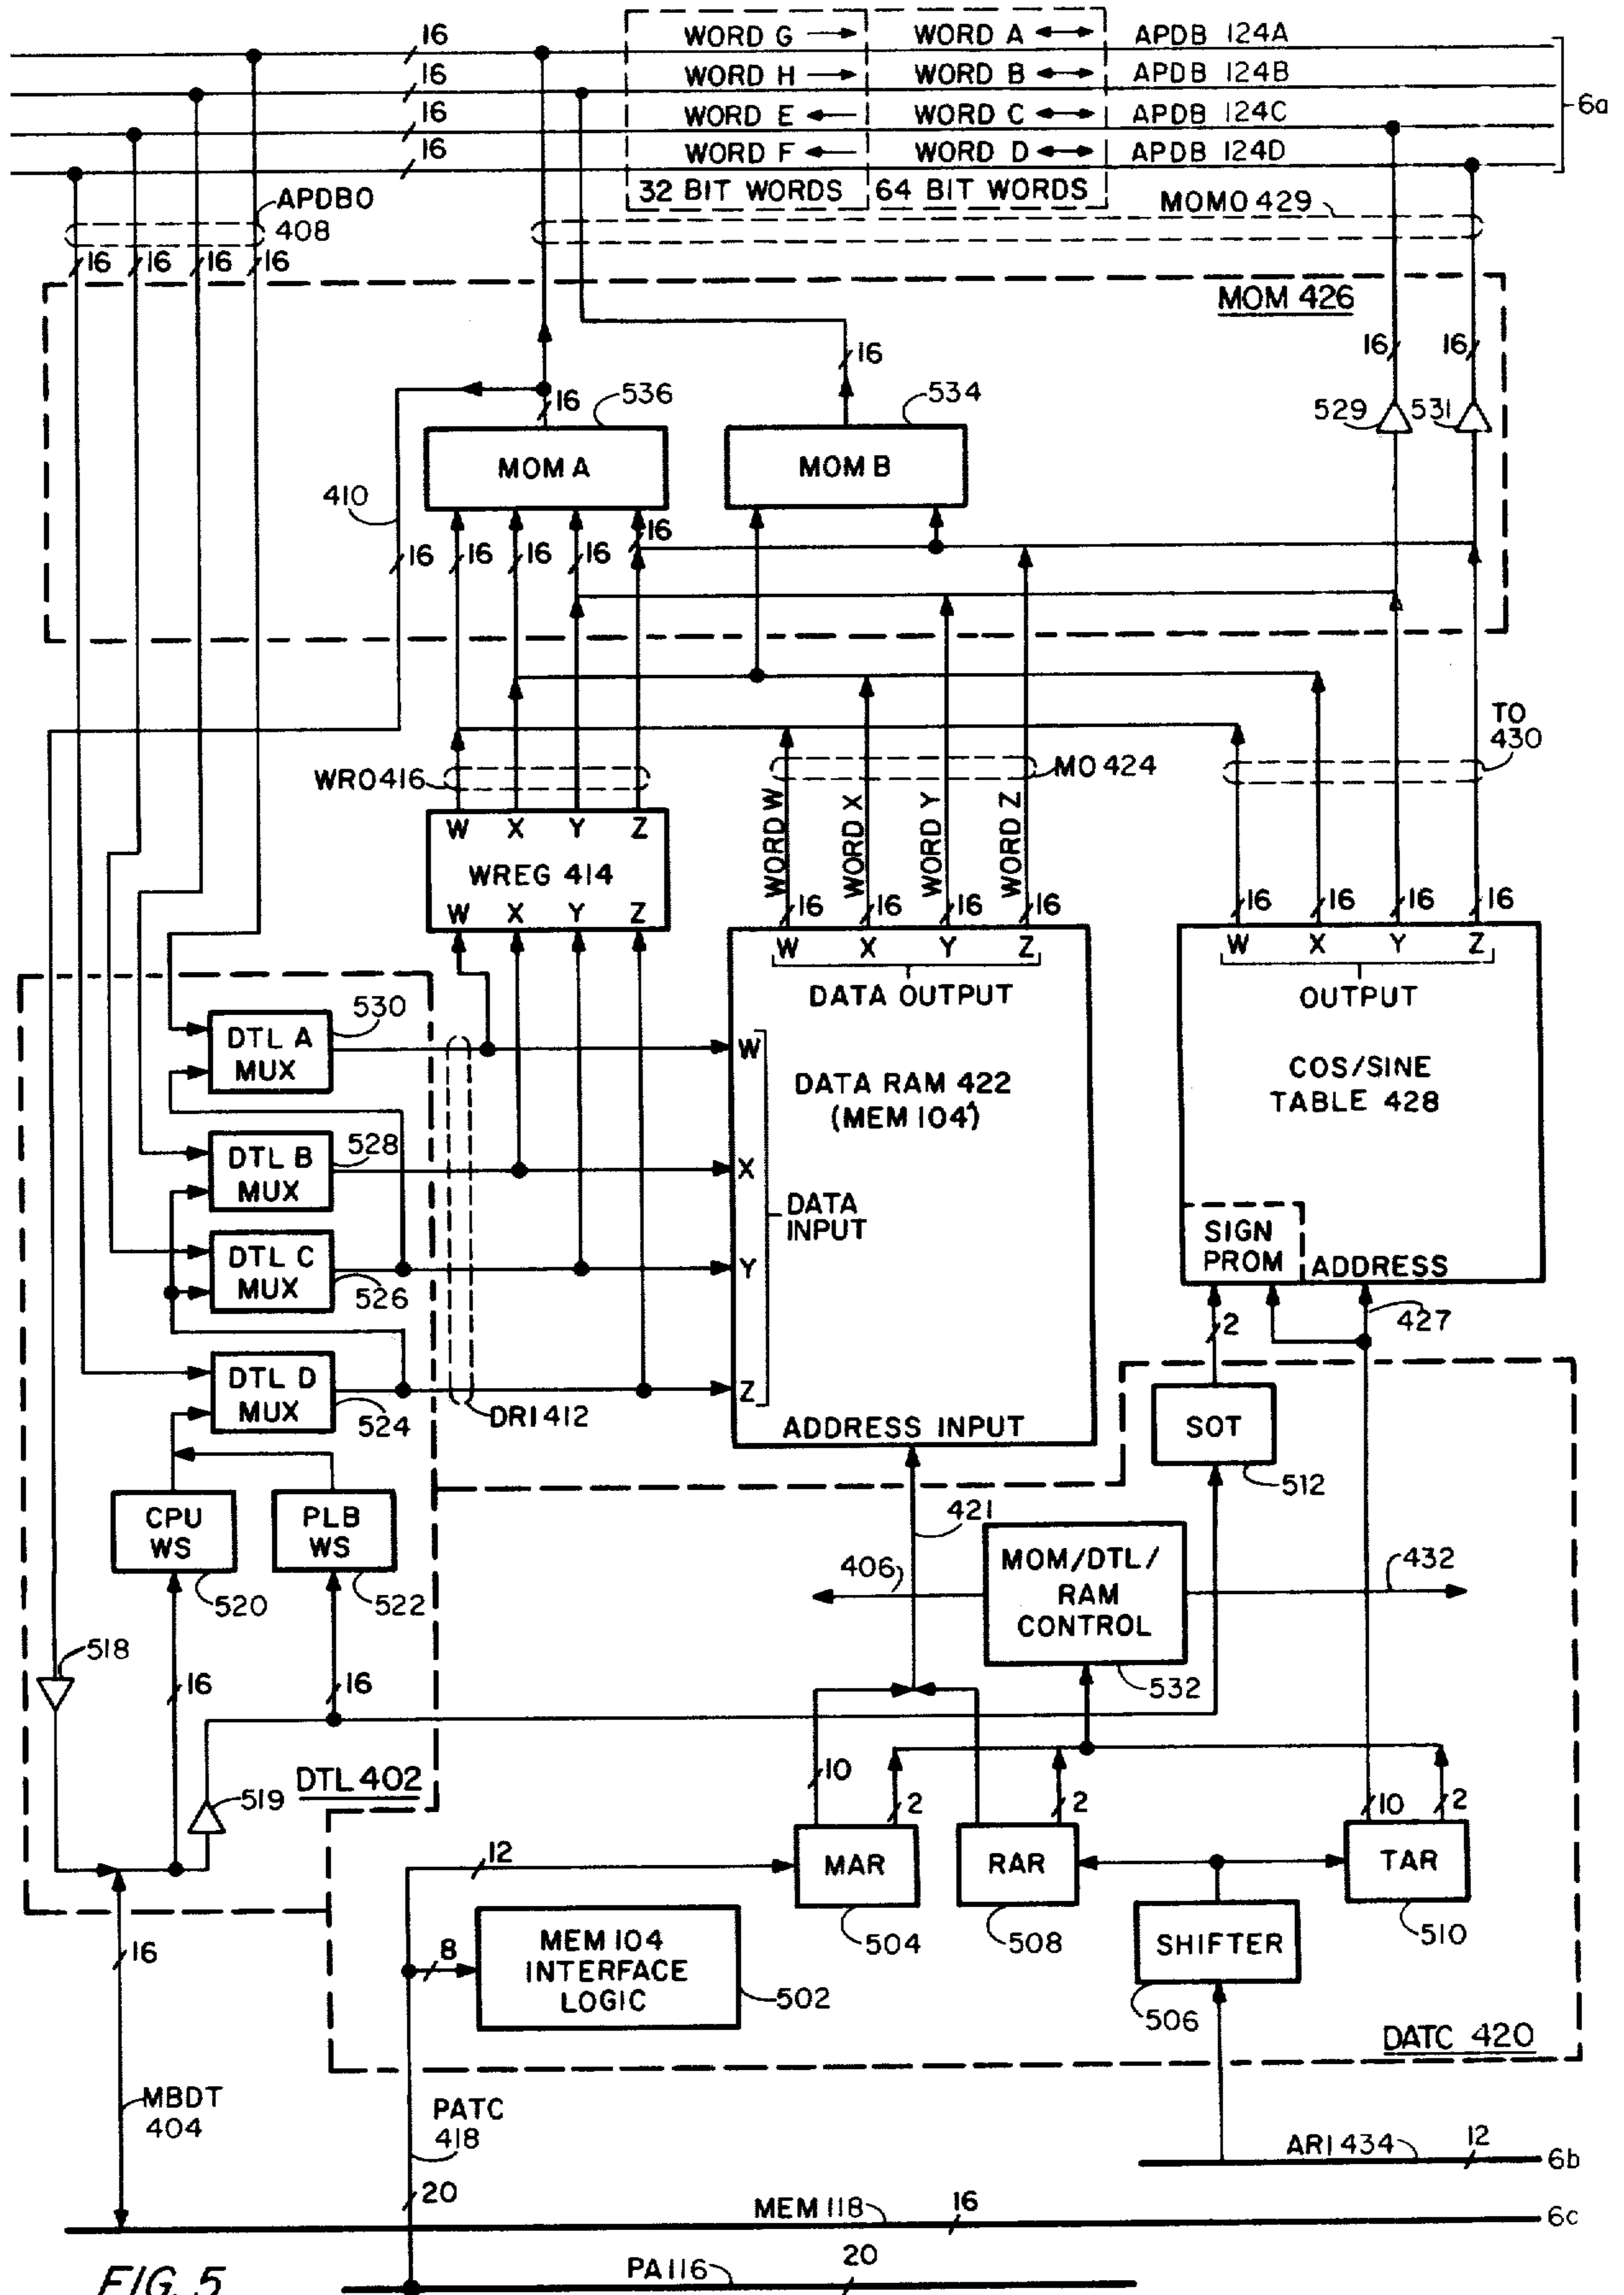 16 WORD G WORD A APDB 124A
16 WORD H WORD B APDB 124B
6a
16 WORD E WORD C APDB 124C
16 WORD F WORD D APDB 124D
32 BIT WORDS 64 BIT WORDS
APDBO
408
MOMO 429
16 16 16 16
MOM 426
16 16 16
16 536 534 529 531
MOM A MOM B
410
16
16 16 16 16
TO
430
WRO 416 MO 424
WORD W WORD X WORD Y WORD Z
W X Y Z
WREG 414
W X Y Z
16 16 16 16 16 16 16 16
W X Y Z W X Y Z
DATA OUTPUT OUTPUT
530
DTL A
MUX
W
DATA RAM 422
(MEM 104)
COS/SINE
TABLE 428
528
DTL B
MUX
X
DATA
INPUT
SIGN
PROM
ADDRESS
DTL C
MUX
526
Y
2
427
DTL D
MUX
524
DRI 412
Z
ADDRESS INPUT
SOT
512
CPU
WS
520
PLB
WS
522
421
406
MOM/DTL/
RAM
CONTROL
432
532
518
16 16
519
DTL 402
10 2 2 10 2
12
MAR RAR TAR
504 508 510
8
MEM 104
INTERFACE
LOGIC
502
SHIFTER
506
DATC 420
16
MBDT
404
PATC
418
ARI 434 12 6b
20
MEM 118 16 6c
FIG. 5
PA 116 20